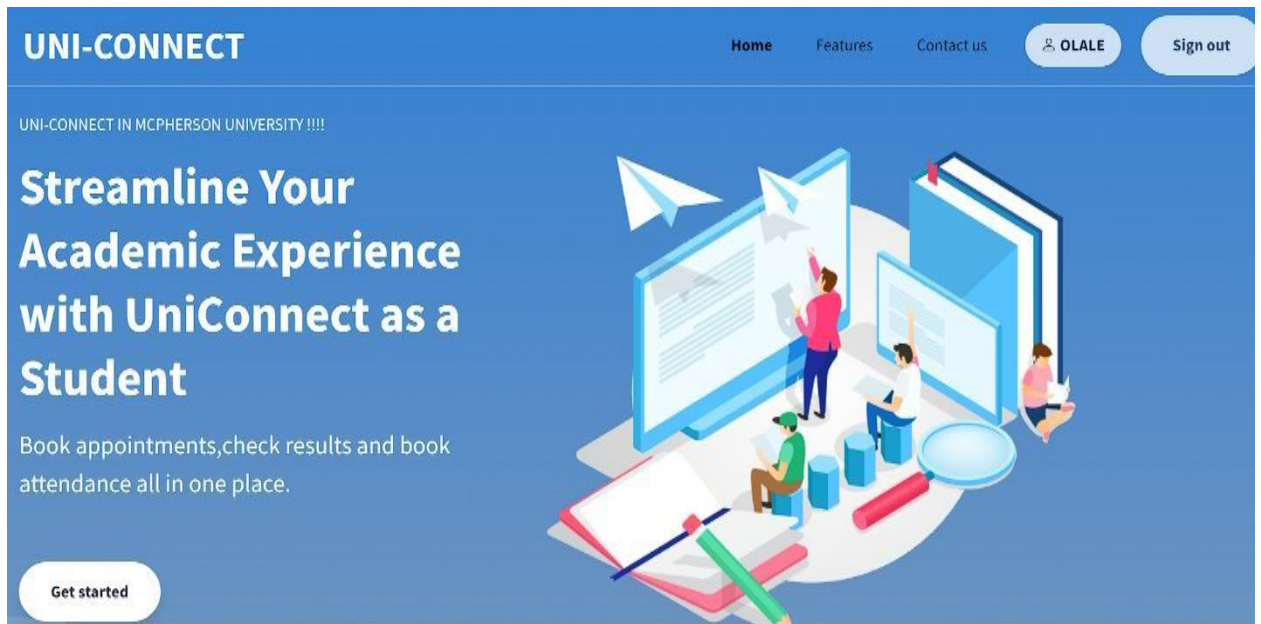 UNI-CONNECT
Home
Features
Contact us
OLALE
Sign out
UNI-CONNECT IN MCPHERSON UNIVERSITY !!!!
Streamline Your
Academic Experience
with UniConnect as a
Student
Book appointments,check results and book
attendance all in one place.
Get started